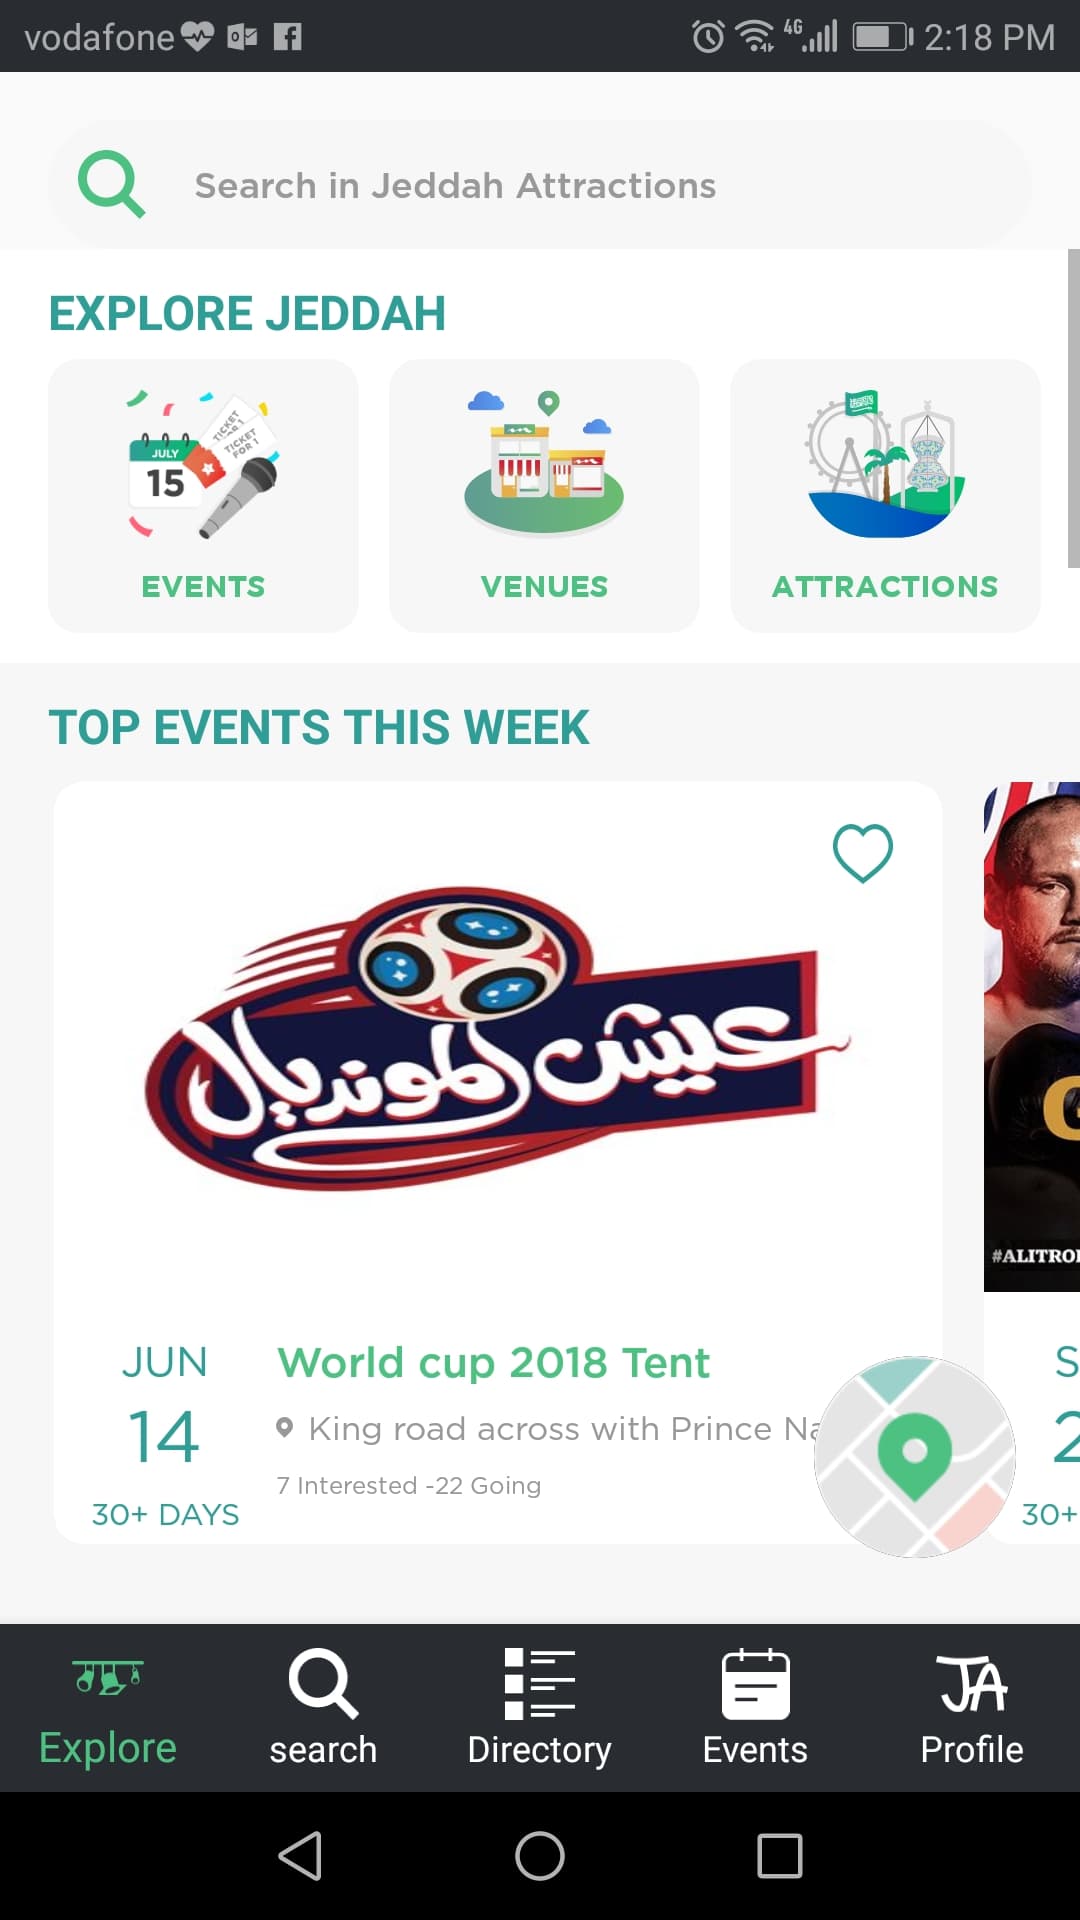 vodafone 4G 2:18 PM
Search in Jeddah Attractions
EXPLORE JEDDAH
TICKET FOR 1
TICKET FOR 1
JULY
15
EVENTS
VENUES
ATTRACTIONS
TOP EVENTS THIS WEEK
عيش المونديال
#ALITRO
JUN
14
30+ DAYS
World cup 2018 Tent
King road across with Prince Na
7 Interested -22 Going
S
2
30+
Explore
search
Directory
Events
JA
Profile